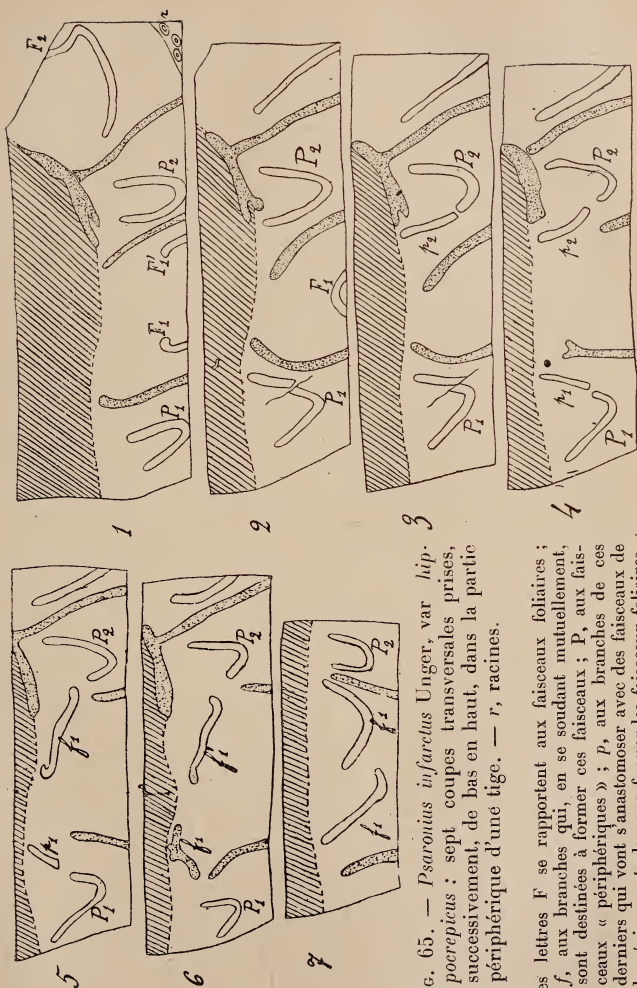 1
F₂
r
P₁
F₁
F₁'
P₂
2
P₁
F₁
P₂
3
P₁
p₂
P₂
4
P₁
p₁
p₂
P₂
5
P₁
p₁
f₁
P₂
6
f₁
f₁
P₂
7
f₁
f₁
P₂
G. 65. — Psaronius infarctus Unger, var hip-
pocrepicus : sept coupes transversales prises,
successivement, de bas en haut, dans la partie
périphérique d'une tige. — r, racines.
es lettres F se rapportent aux faisceaux foliaires ;
f, aux branches qui, en se soudant mutuellement,
sont destinées à former ces faisceaux ; P, aux fais-
ceaux « périphériques » ; p, aux branches de ces
derniers qui vont s'anastomoser avec des faisceaux de